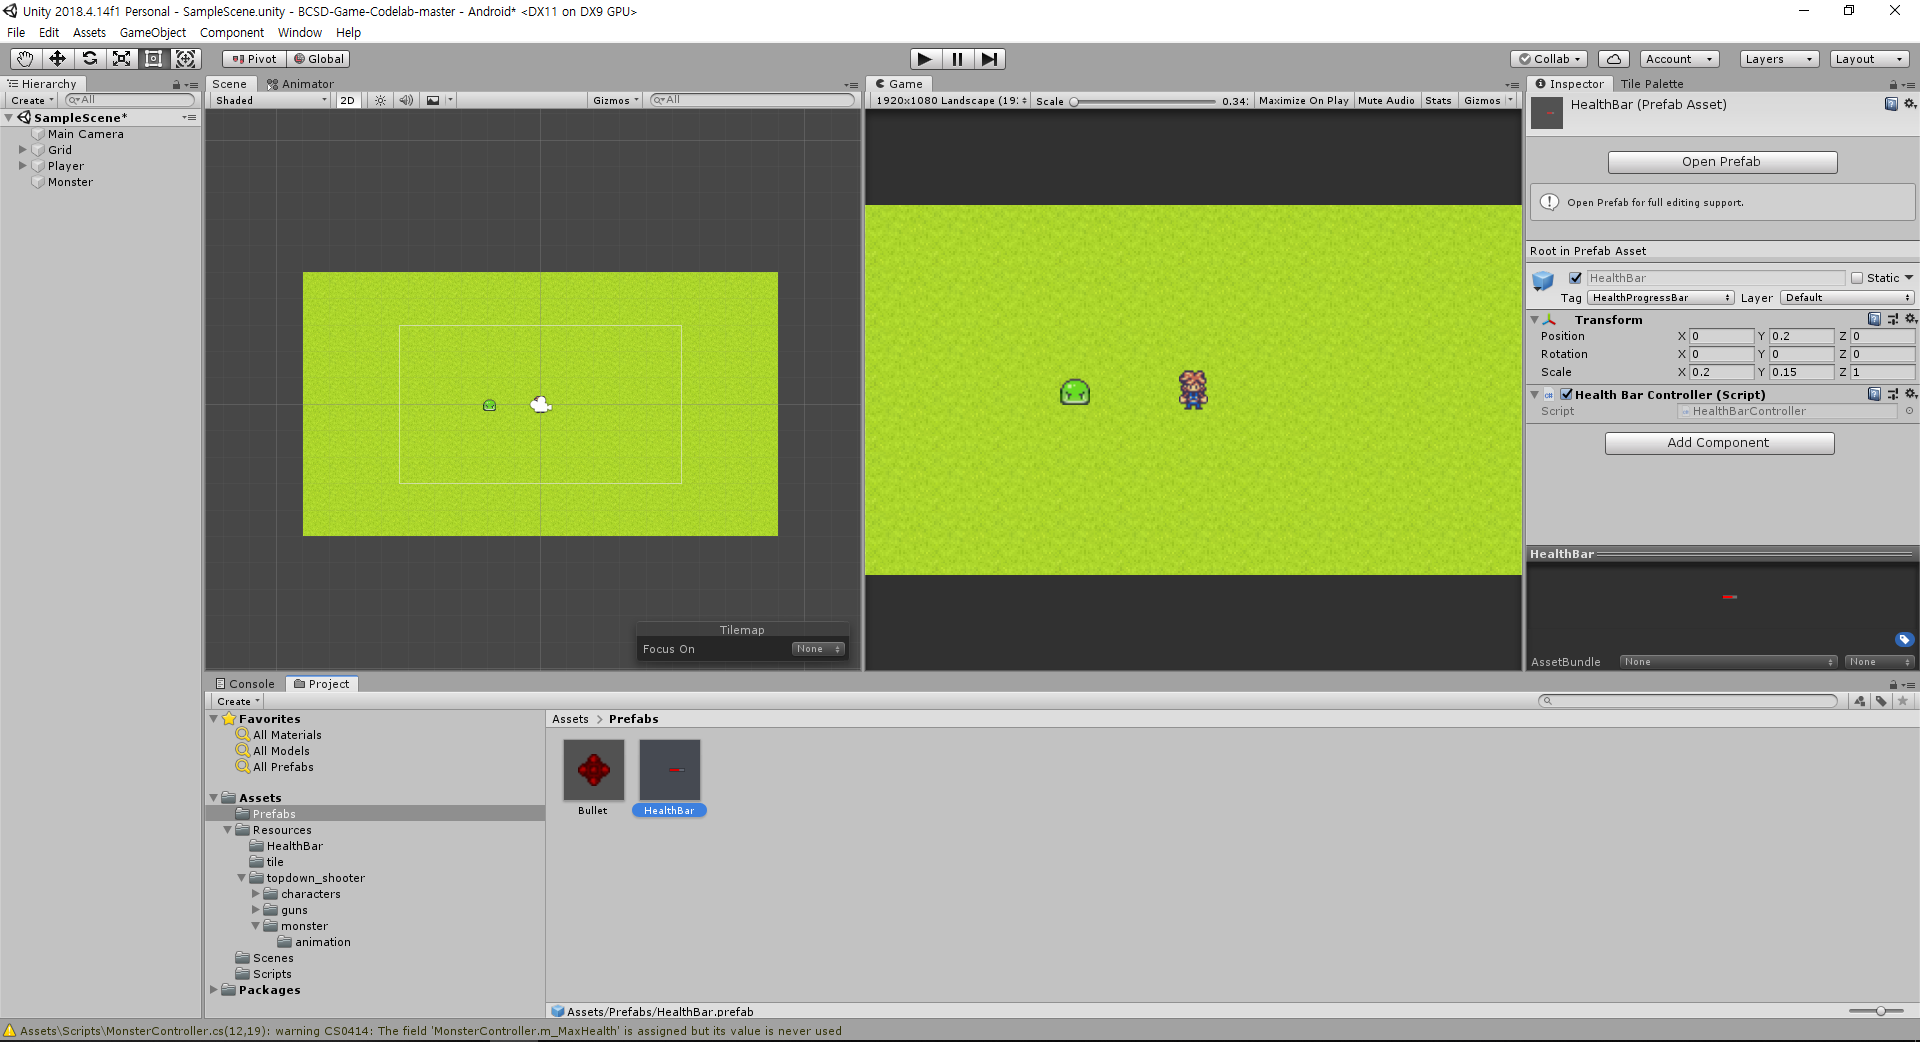 Unity 2018.4.14f1 Personal - SampleScene.unity - BCSD-Game-Codelab-master - Android* <DX11 on DX9 GPU>
File Edit Assets GameObject Component Window Help
Pivot Global Collab Account Layers Layout
Hierarchy
Create All
SampleScene*
Main Camera
Grid
Player
Monster
Scene Animator
Shaded 2D Gizmos All
Tilemap
Focus On None
Game
1920x1080 Landscape (19: Scale 0.34: Maximize On Play Mute Audio Stats Gizmos
Inspector Tile Palette
HealthBar (Prefab Asset)
Open Prefab
Open Prefab for full editing support.
Root in Prefab Asset
HealthBar Static
Tag HealthProgressBar Layer Default
Transform
Position X 0 Y 0.2 Z 0
Rotation X 0 Y 0 Z 0
Scale X 0.2 Y 0.15 Z 1
Health Bar Controller (Script)
Script HealthBarController
Add Component
HealthBar
AssetBundle None None
Console Project
Create
Favorites
All Materials
All Models
All Prefabs
Assets
Prefabs
Resources
HealthBar
tile
topdown_shooter
characters
guns
monster
animation
Scenes
Scripts
Packages
Assets > Prefabs
Bullet HealthBar
Assets/Prefabs/HealthBar.prefab
Assets\Scripts\MonsterController.cs(12,19): warning CS0414: The field 'MonsterController.m_MaxHealth' is assigned but its value is never used